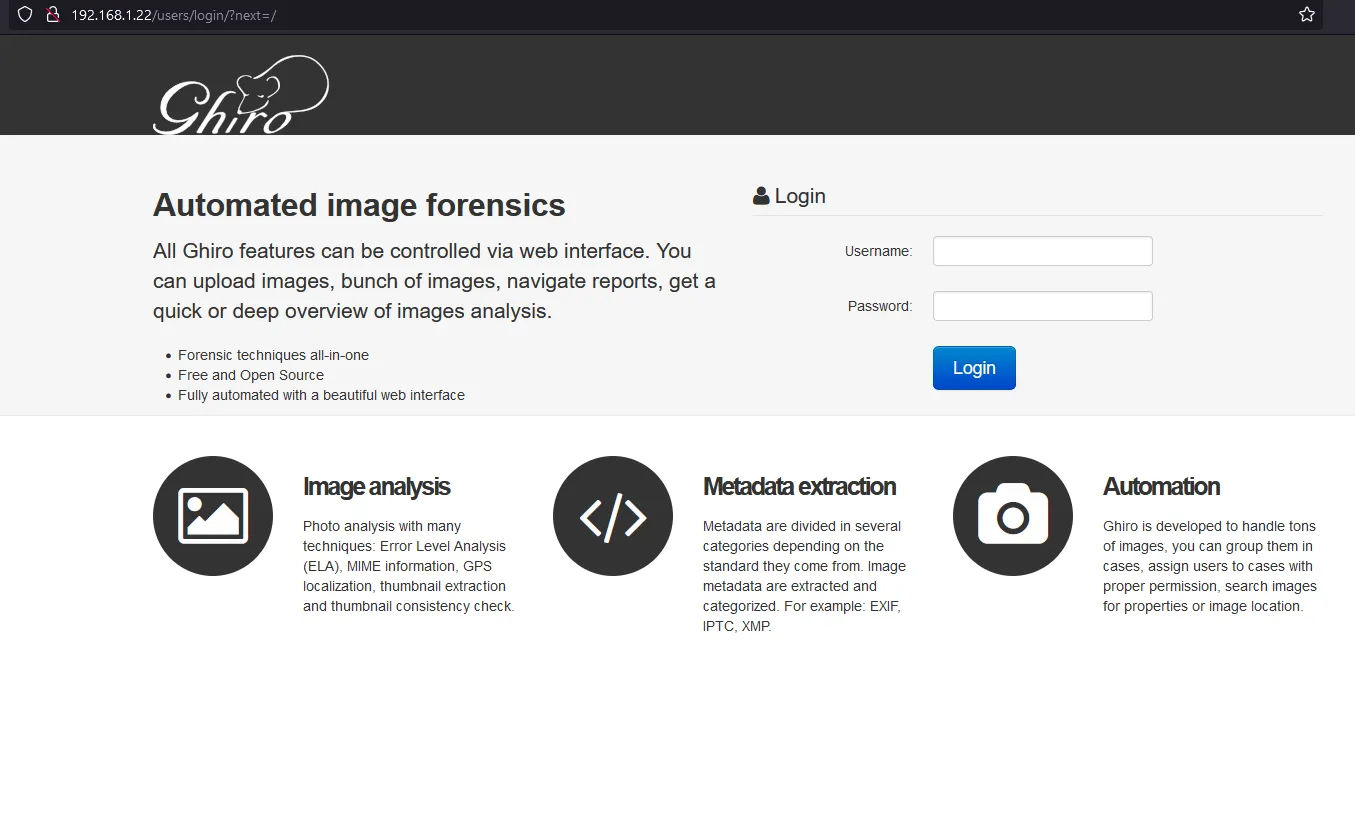 192.168.1.22/users/login/?next=/
Ghiro
Automated image forensics
All Ghiro features can be controlled via web interface. You
can upload images, bunch of images, navigate reports, get a
quick or deep overview of images analysis.
• Forensic techniques all-in-one
• Free and Open Source
• Fully automated with a beautiful web interface
Login
Username:
Password:
Login
Image analysis
Photo analysis with many
techniques: Error Level Analysis
(ELA), MIME information, GPS
localization, thumbnail extraction
and thumbnail consistency check.
Metadata extraction
Metadata are divided in several
categories depending on the
standard they come from. Image
metadata are extracted and
categorized. For example: EXIF,
IPTC, XMP.
Automation
Ghiro is developed to handle tons
of images, you can group them in
cases, assign users to cases with
proper permission, search images
for properties or image location.